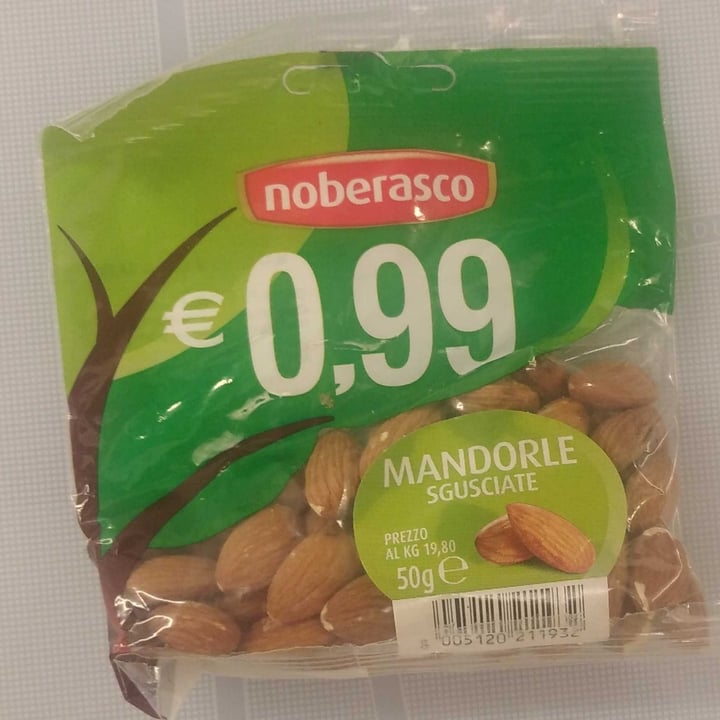 noberasco
€ 0,99
MANDORLE
SGUSCIATE
PREZZO
AL KG 19,80
50g ℮
8 005120 211932